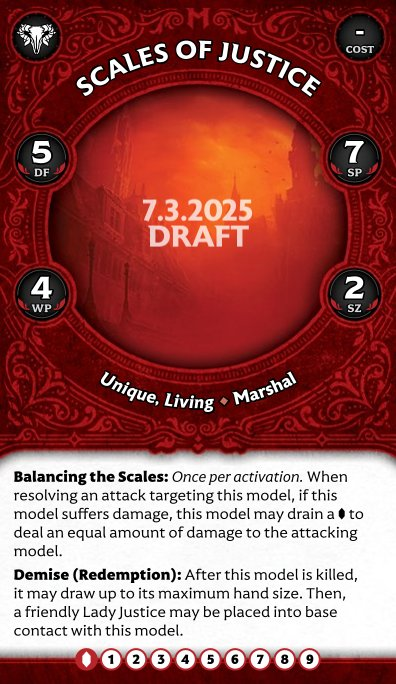 -
COST
SCALES OF JUSTICE
5
DF
7
SP
7.3.2025
DRAFT
4
WP
2
SZ
Unique, Living ◆ Marshal
Balancing the Scales: Once per activation. When
resolving an attack targeting this model, if this
model suffers damage, this model may drain a ⬮ to
deal an equal amount of damage to the attacking
model.
Demise (Redemption): After this model is killed,
it may draw up to its maximum hand size. Then,
a friendly Lady Justice may be placed into base
contact with this model.
1 2 3 4 5 6 7 8 9